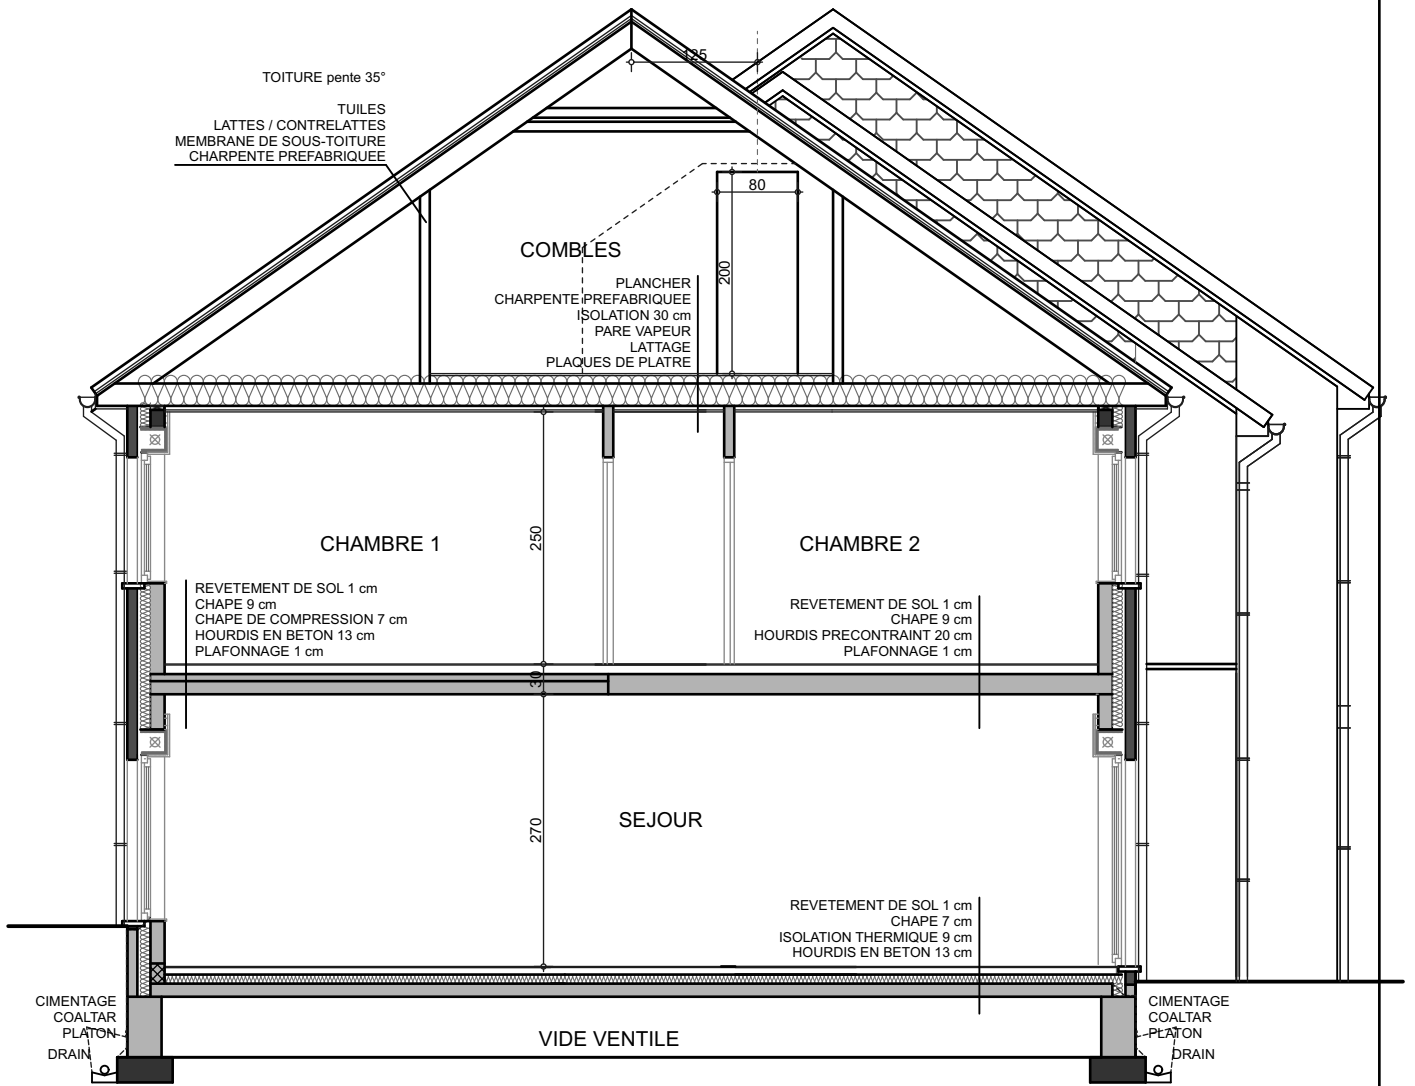 125
TOITURE pente 35°
TUILES
LATTES / CONTRELATTES
MEMBRANE DE SOUS-TOITURE
CHARPENTE PREFABRIQUEE
80
COMBLES
200
PLANCHER
CHARPENTE PREFABRIQUEE
ISOLATION 30 cm
PARE VAPEUR
LATTAGE
PLAQUES DE PLATRE
CHAMBRE 1
250
CHAMBRE 2
REVETEMENT DE SOL 1 cm
CHAPE 9 cm
CHAPE DE COMPRESSION 7 cm
HOURDIS EN BETON 13 cm
PLAFONNAGE 1 cm
REVETEMENT DE SOL 1 cm
CHAPE 9 cm
HOURDIS PRECONTRAINT 20 cm
PLAFONNAGE 1 cm
30
270
SEJOUR
REVETEMENT DE SOL 1 cm
CHAPE 7 cm
ISOLATION THERMIQUE 9 cm
HOURDIS EN BETON 13 cm
CIMENTAGE
COALTAR
PLATON
DRAIN
VIDE VENTILE
CIMENTAGE
COALTAR
PLATON
DRAIN